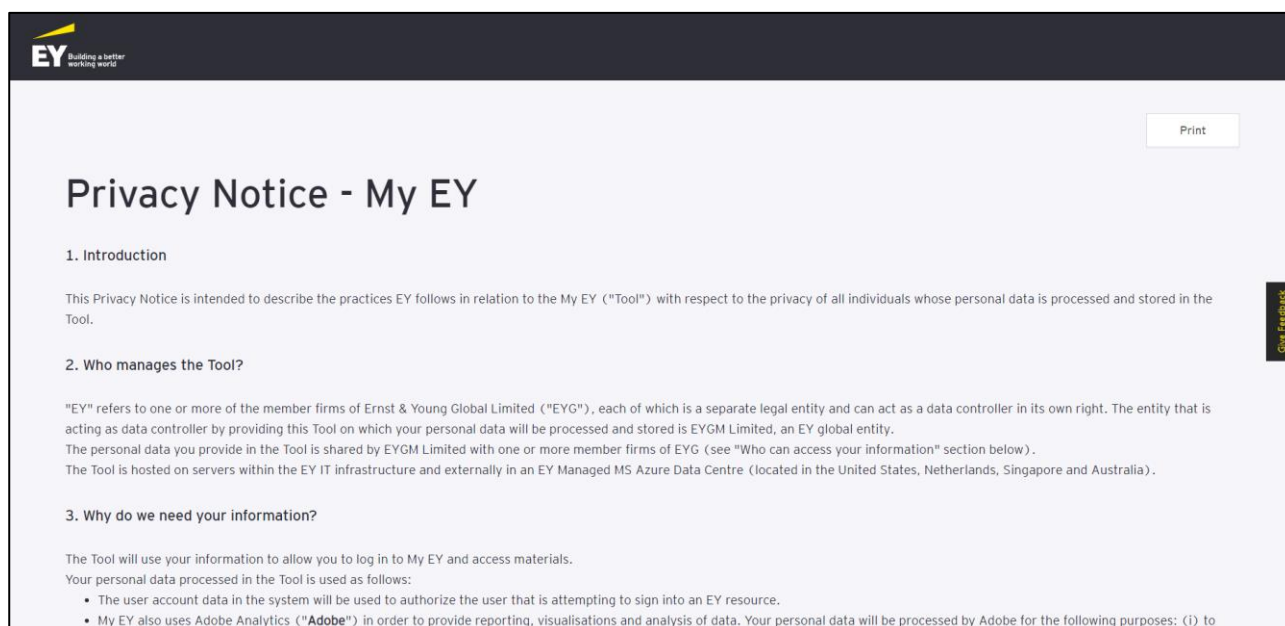 EY Building a better
working world
Print
Privacy Notice - My EY
1. Introduction
This Privacy Notice is intended to describe the practices EY follows in relation to the My EY ("Tool") with respect to the privacy of all individuals whose personal data is processed and stored in the
Tool.
Give Feedback
2. Who manages the Tool?
"EY" refers to one or more of the member firms of Ernst & Young Global Limited ("EYG"), each of which is a separate legal entity and can act as a data controller in its own right. The entity that is
acting as data controller by providing this Tool on which your personal data will be processed and stored is EYGM Limited, an EY global entity.
The personal data you provide in the Tool is shared by EYGM Limited with one or more member firms of EYG (see "Who can access your information" section below).
The Tool is hosted on servers within the EY IT infrastructure and externally in an EY Managed MS Azure Data Centre (located in the United States, Netherlands, Singapore and Australia).
3. Why do we need your information?
The Tool will use your information to allow you to log in to My EY and access materials.
Your personal data processed in the Tool is used as follows:
• The user account data in the system will be used to authorize the user that is attempting to sign into an EY resource.
• My EY also uses Adobe Analytics ("Adobe") in order to provide reporting, visualisations and analysis of data. Your personal data will be processed by Adobe for the following purposes: (i) to